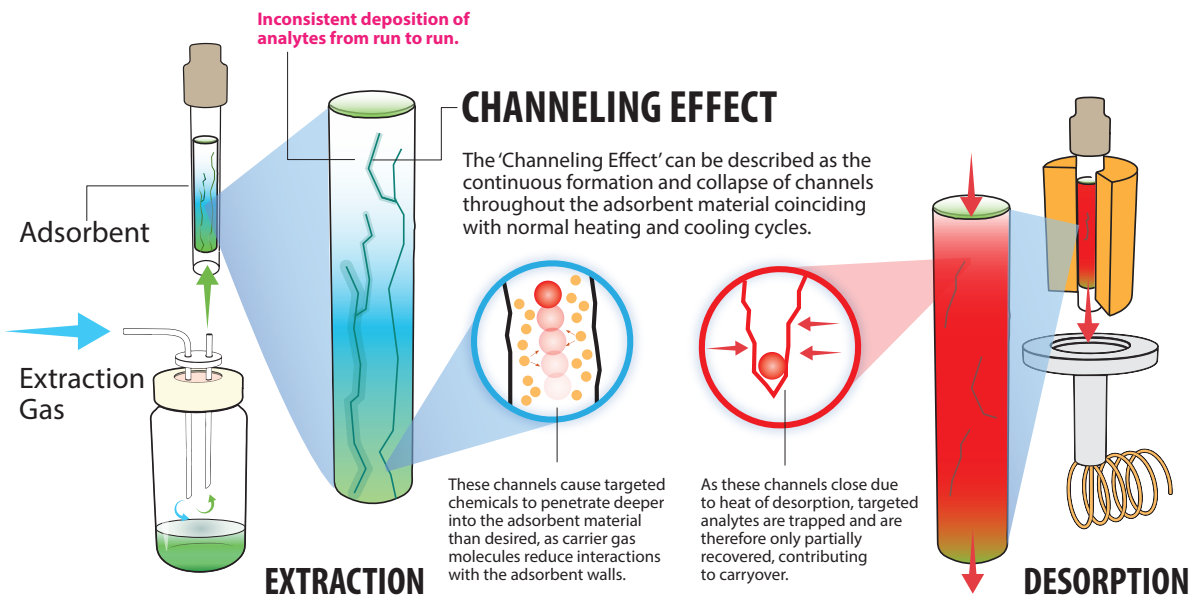 Inconsistent deposition of
analytes from run to run.
CHANNELING EFFECT
The ‘Channeling Effect’ can be described as the
continuous formation and collapse of channels
throughout the adsorbent material coinciding
with normal heating and cooling cycles.
Adsorbent
Extraction
Gas
These channels cause targeted
chemicals to penetrate deeper
into the adsorbent material
than desired, as carrier gas
molecules reduce interactions
with the adsorbent walls.
As these channels close due
to heat of desorption, targeted
analytes are trapped and are
therefore only partially
recovered, contributing
to carryover.
EXTRACTION
DESORPTION